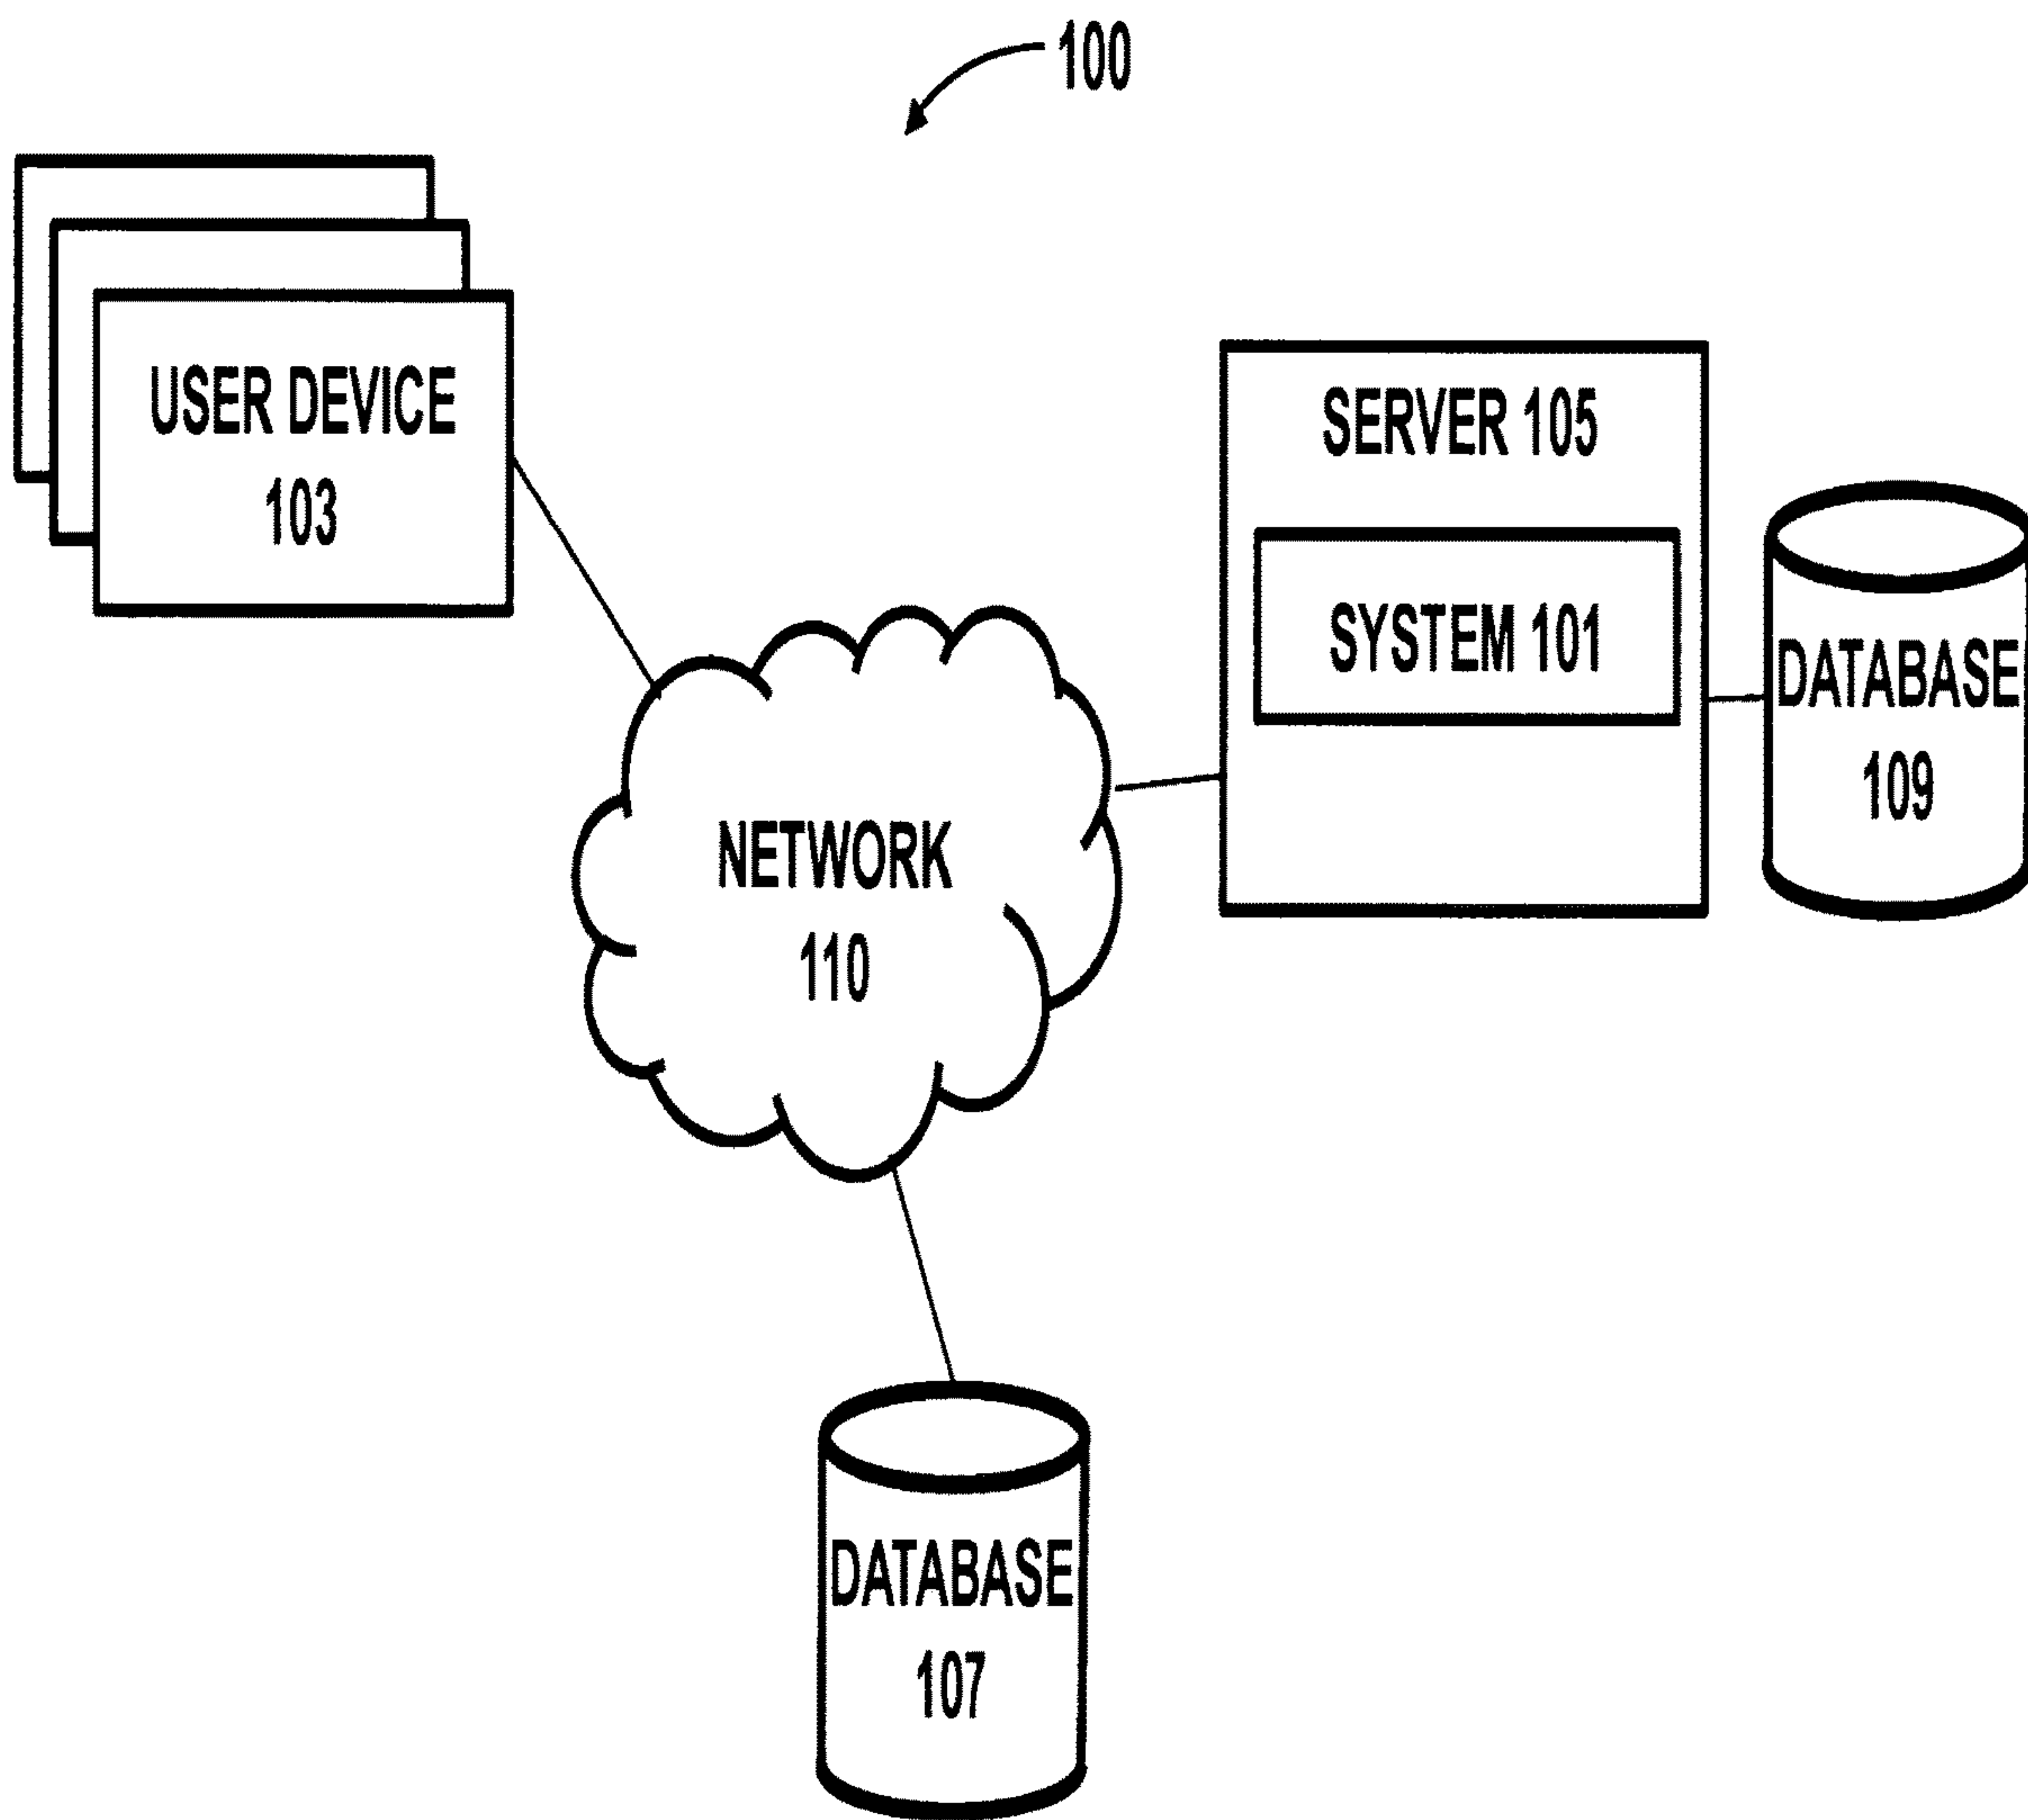 100
USER DEVICE
103
SERVER 105
SYSTEM 101
DATABASE
109
NETWORK
110
DATABASE
107